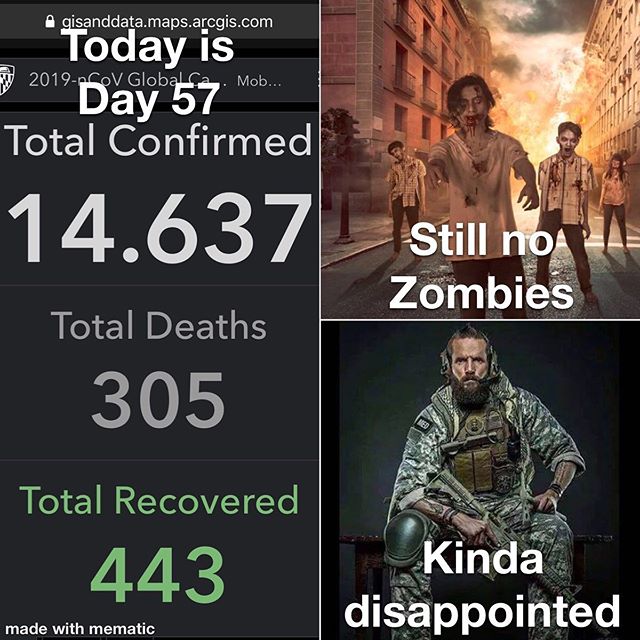 gisanddata.maps.arcgis.com
Today is
Day 57
2019-nCoV Global Ca... Mob...
Total Confirmed
14.637
Total Deaths
305
Total Recovered
443
made with mematic
Still no
Zombies
Kinda
disappointed